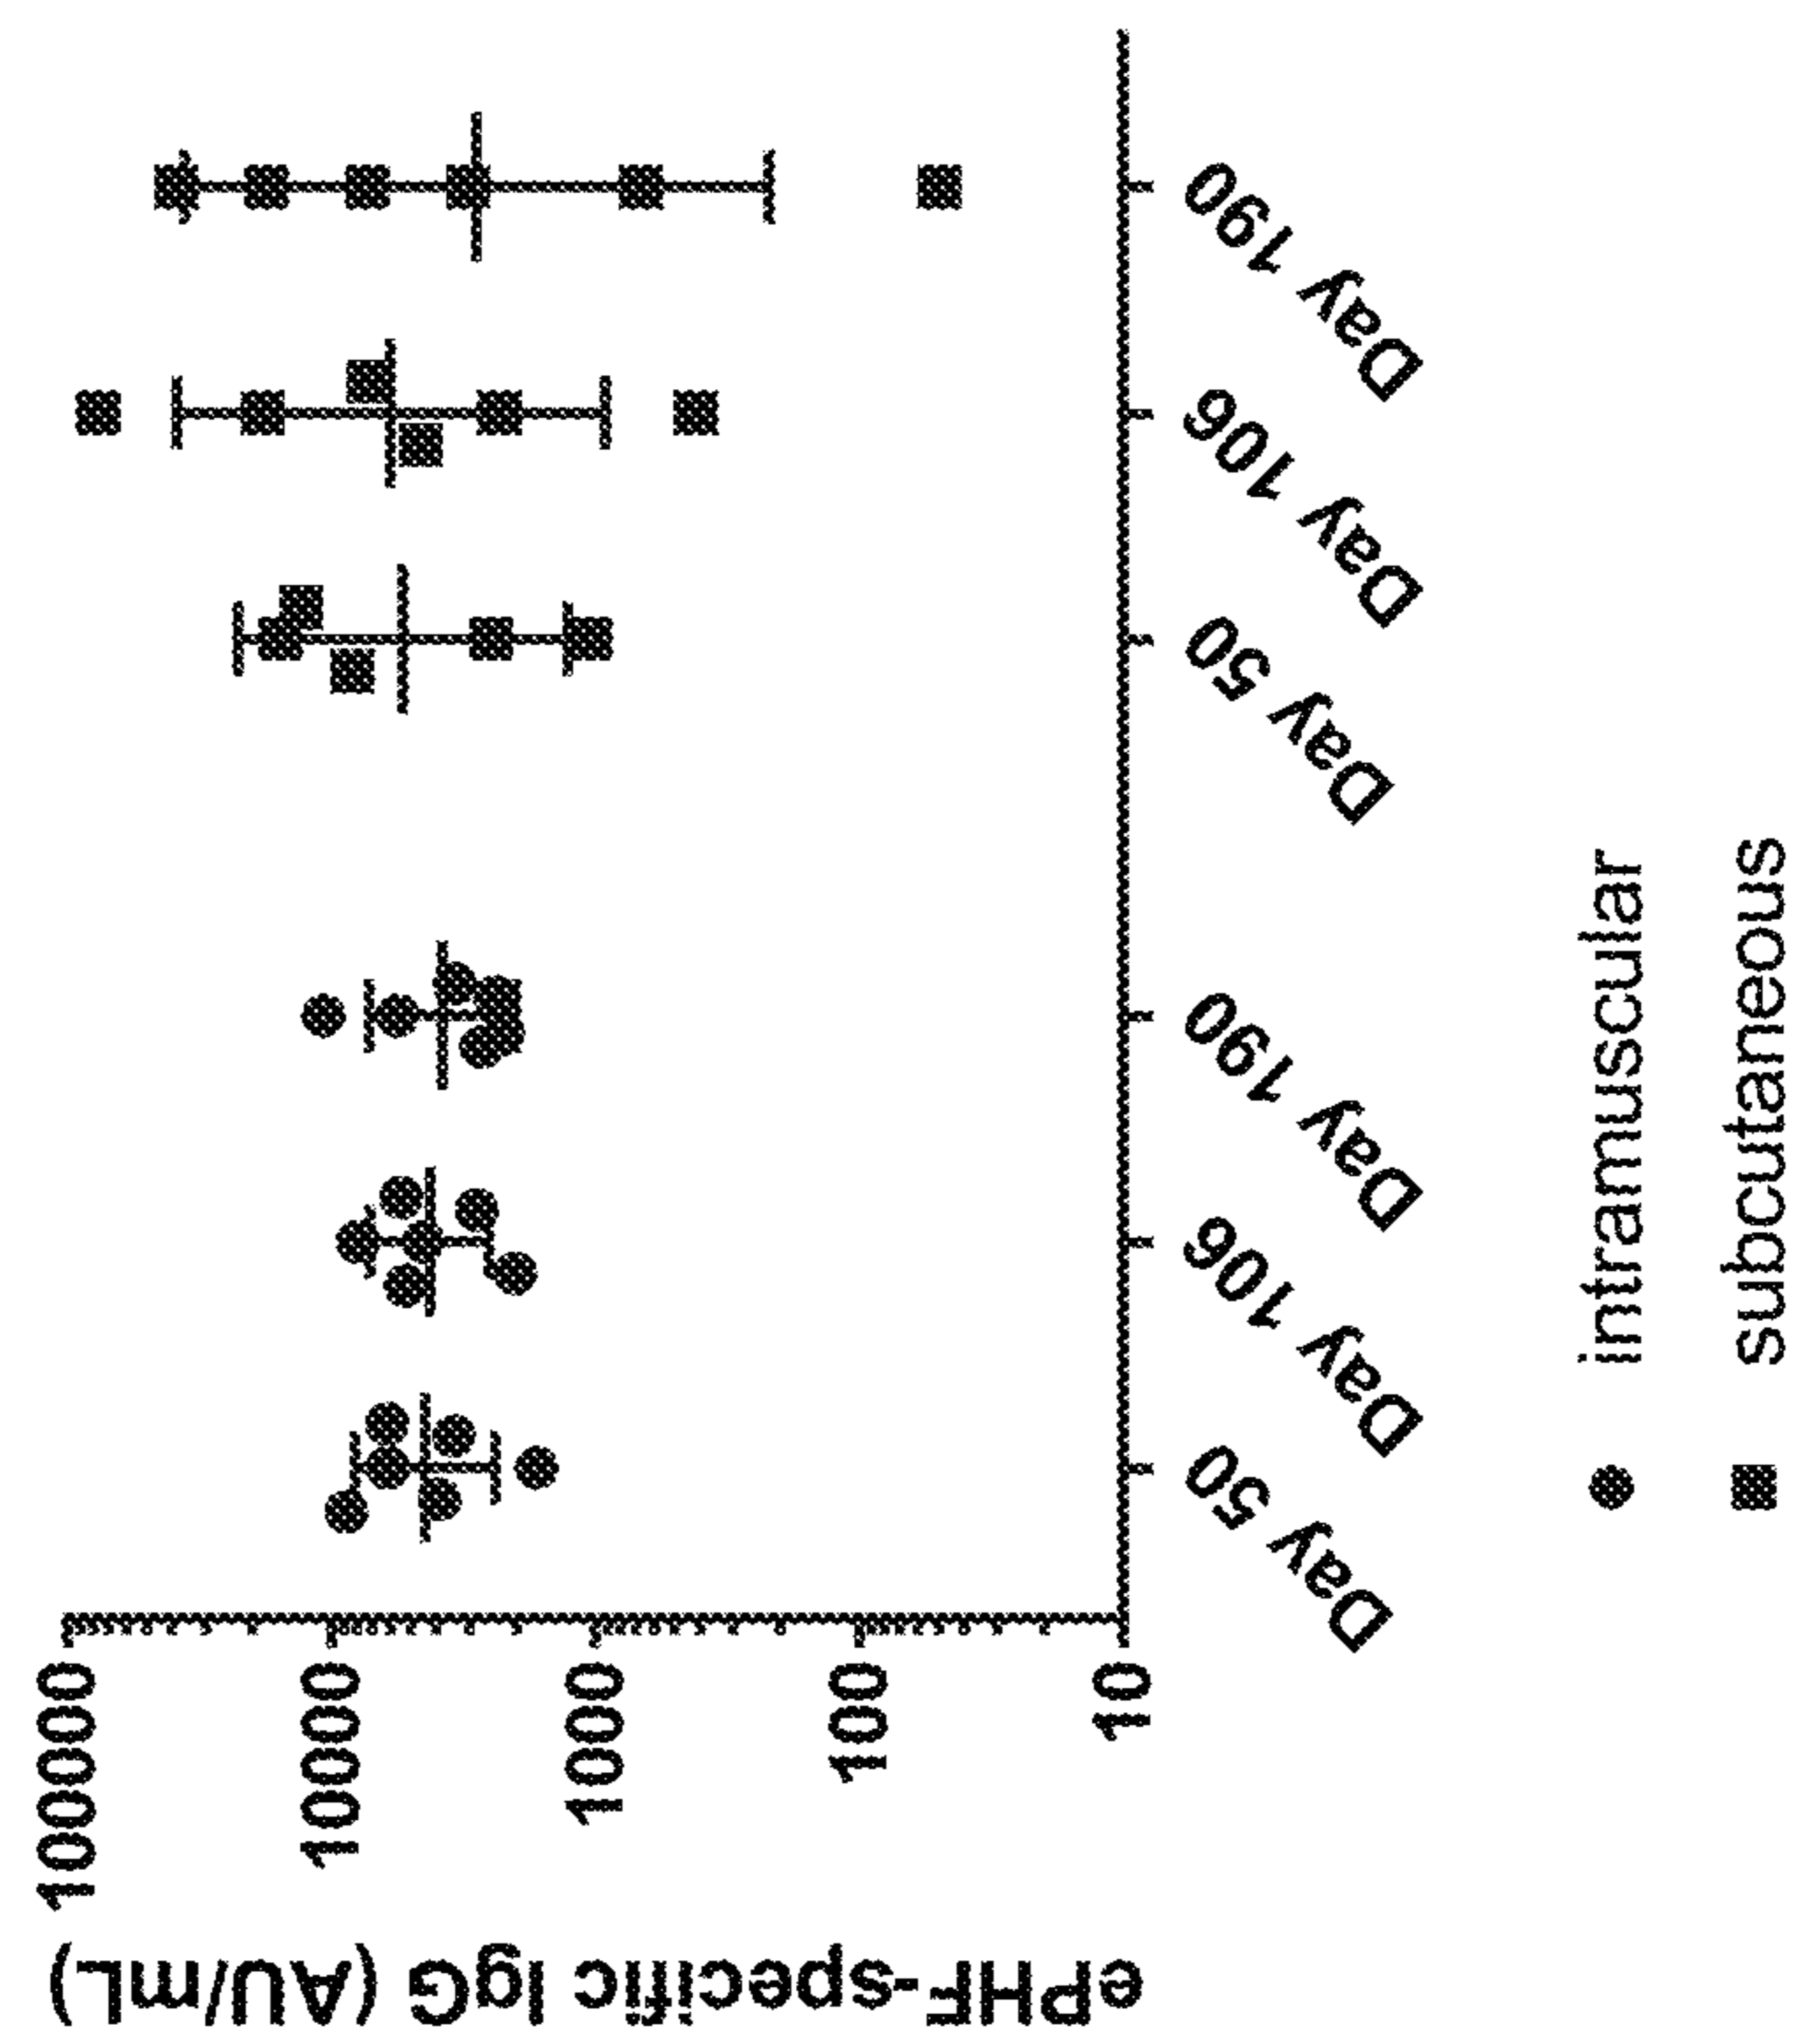 ePHF-specific IgG (AU/mL)
100000
10000
1000
100
10
Day 50
Day 106
Day 190
Day 50
Day 106
Day 190
intramuscular
subcutaneous